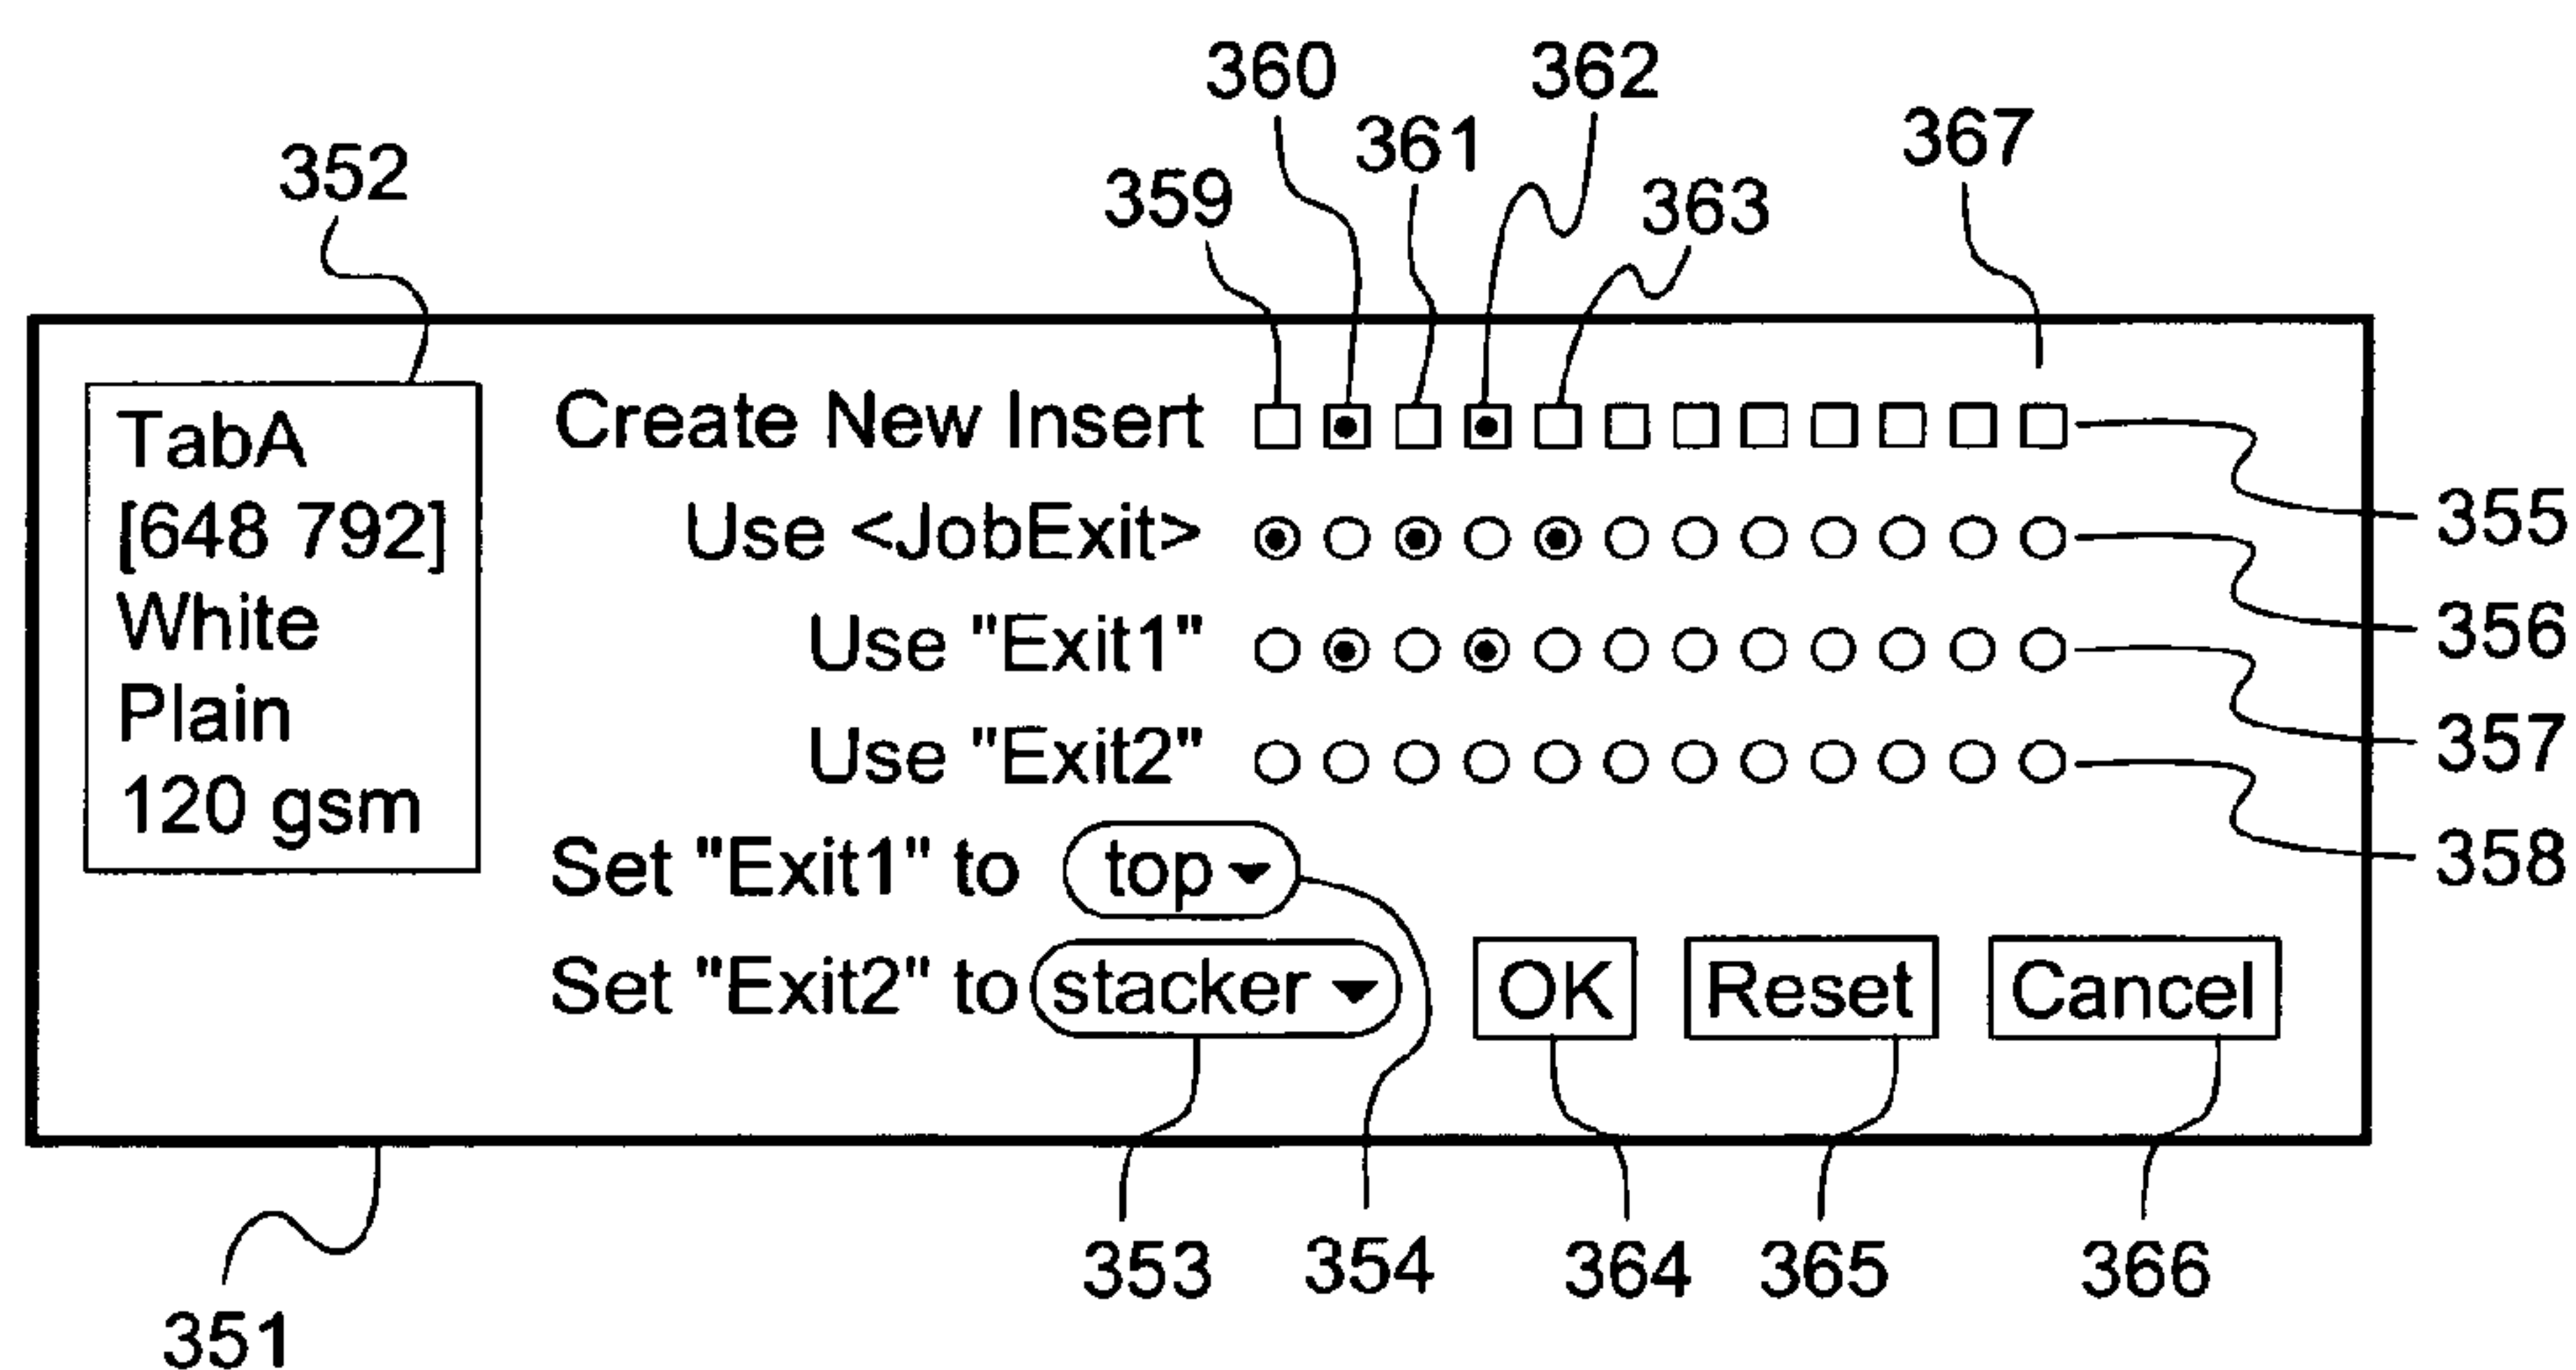 360
362
361
367
352
359
363
TabA
[648 792]
White
Plain
120 gsm
Create New Insert
Use <JobExit>
Use "Exit1"
Use "Exit2"
Set "Exit1" to top
Set "Exit2" to stacker
OK
Reset
Cancel
355
356
357
358
353
354
364
365
366
351